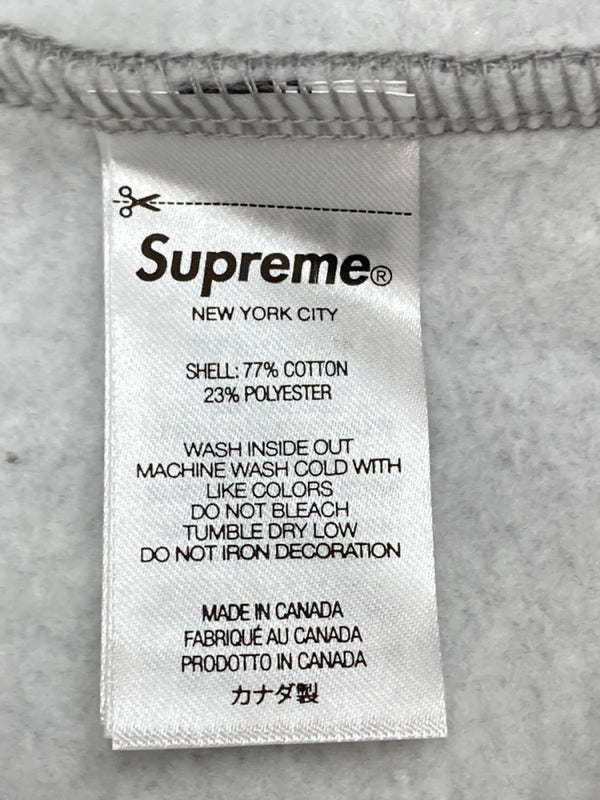 Supreme®
NEW YORK CITY
SHELL: 77% COTTON
23% POLYESTER
WASH INSIDE OUT
MACHINE WASH COLD WITH
LIKE COLORS
DO NOT BLEACH
TUMBLE DRY LOW
DO NOT IRON DECORATION
MADE IN CANADA
FABRIQUÉ AU CANADA
PRODOTTO IN CANADA
カナダ製